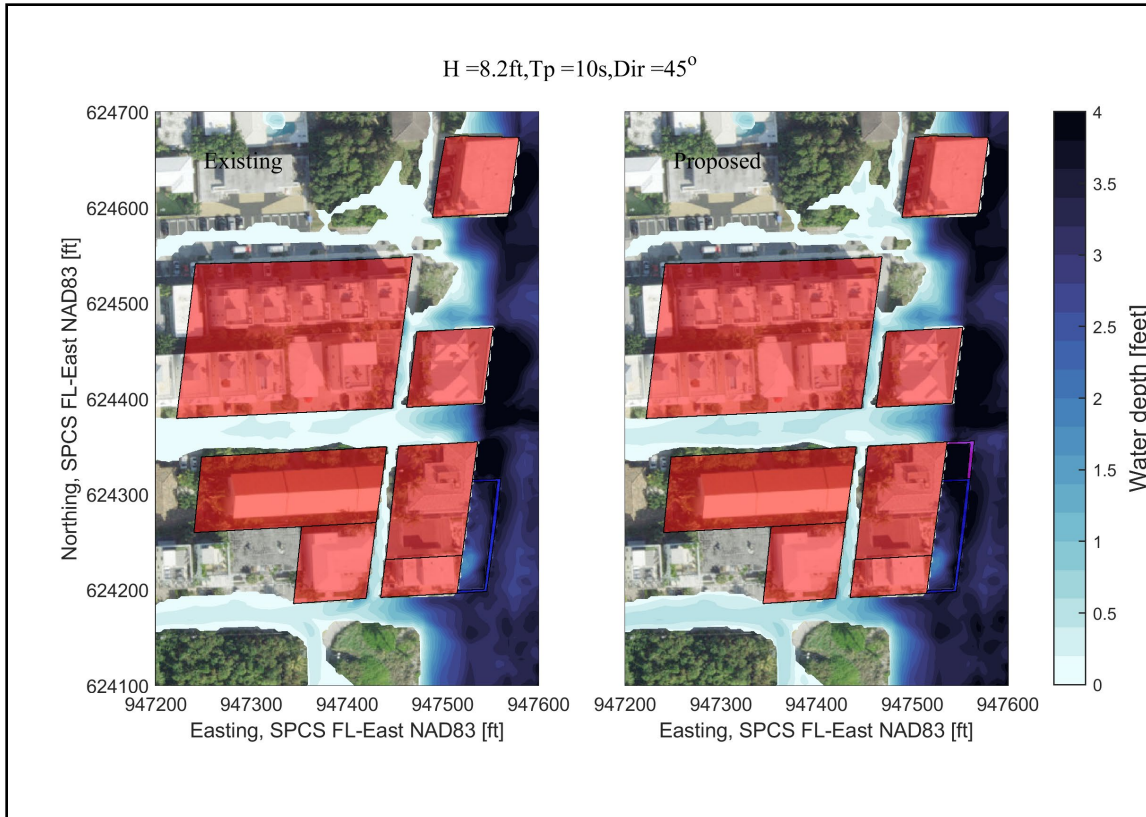 H =8.2ft,Tp =10s,Dir =45°
Existing
Proposed
624700
624600
624500
624400
624300
624200
624100
Northing, SPCS FL-East NAD83 [ft]
947200 947300 947400 947500 947600
Easting, SPCS FL-East NAD83 [ft]
947200 947300 947400 947500 947600
Easting, SPCS FL-East NAD83 [ft]
4
3.5
3
2.5
2
1.5
1
0.5
0
Water depth [feet]